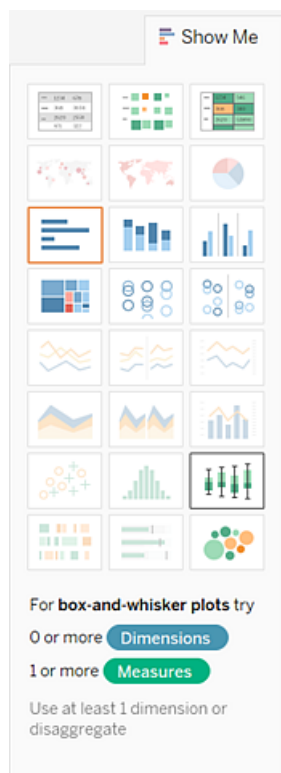 Show Me
For box-and-whisker plots try
0 or more Dimensions
1 or more Measures
Use at least 1 dimension or
disaggregate